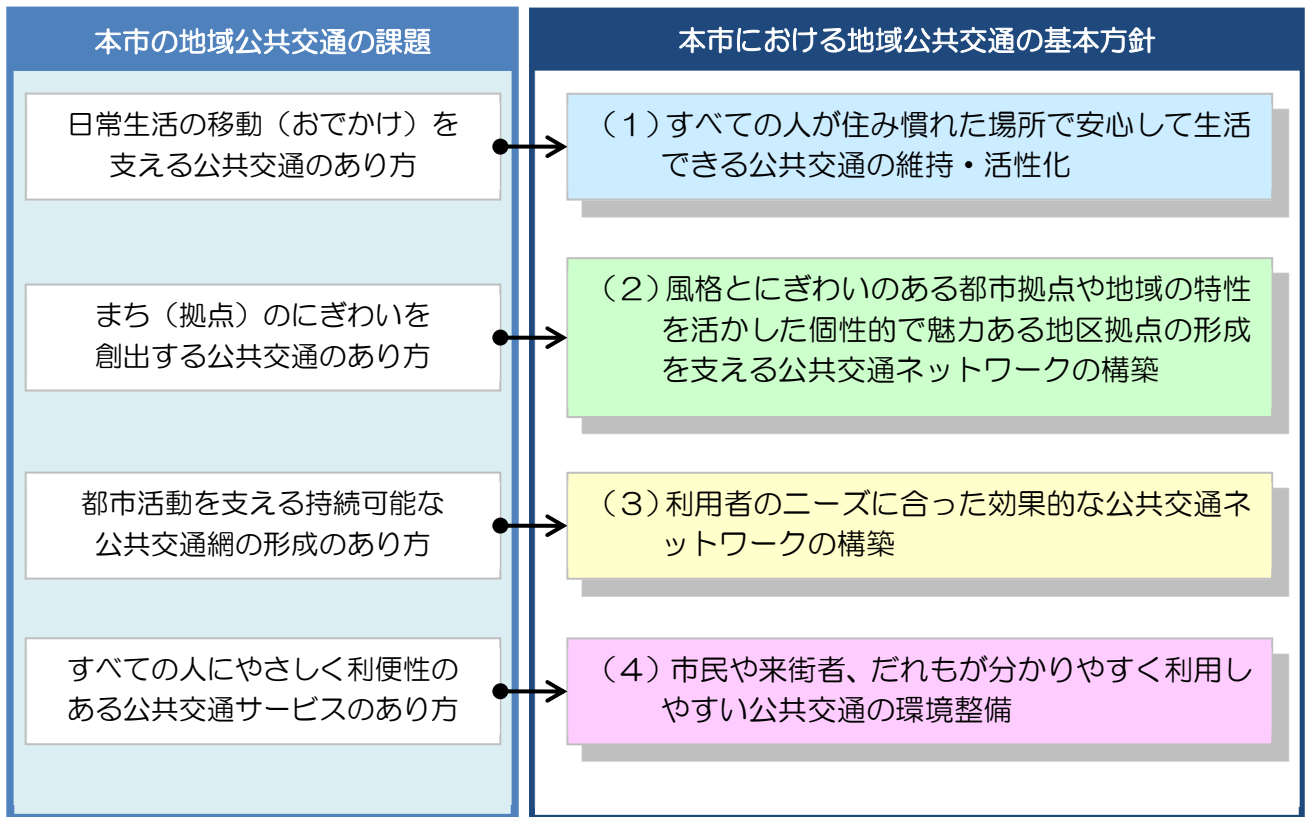 本市の地域公共交通の課題
本市における地域公共交通の基本方針
日常生活の移動（おでかけ）を
支える公共交通のあり方
（１）すべての人が住み慣れた場所で安心して生活
できる公共交通の維持・活性化
まち（拠点）のにぎわいを
創出する公共交通のあり方
（２）風格とにぎわいのある都市拠点や地域の特性
を活かした個性的で魅力ある地区拠点の形成
を支える公共交通ネットワークの構築
都市活動を支える持続可能な
公共交通網の形成のあり方
（３）利用者のニーズに合った効果的な公共交通ネ
ットワークの構築
すべての人にやさしく利便性の
ある公共交通サービスのあり方
（４）市民や来街者、だれもが分かりやすく利用し
やすい公共交通の環境整備